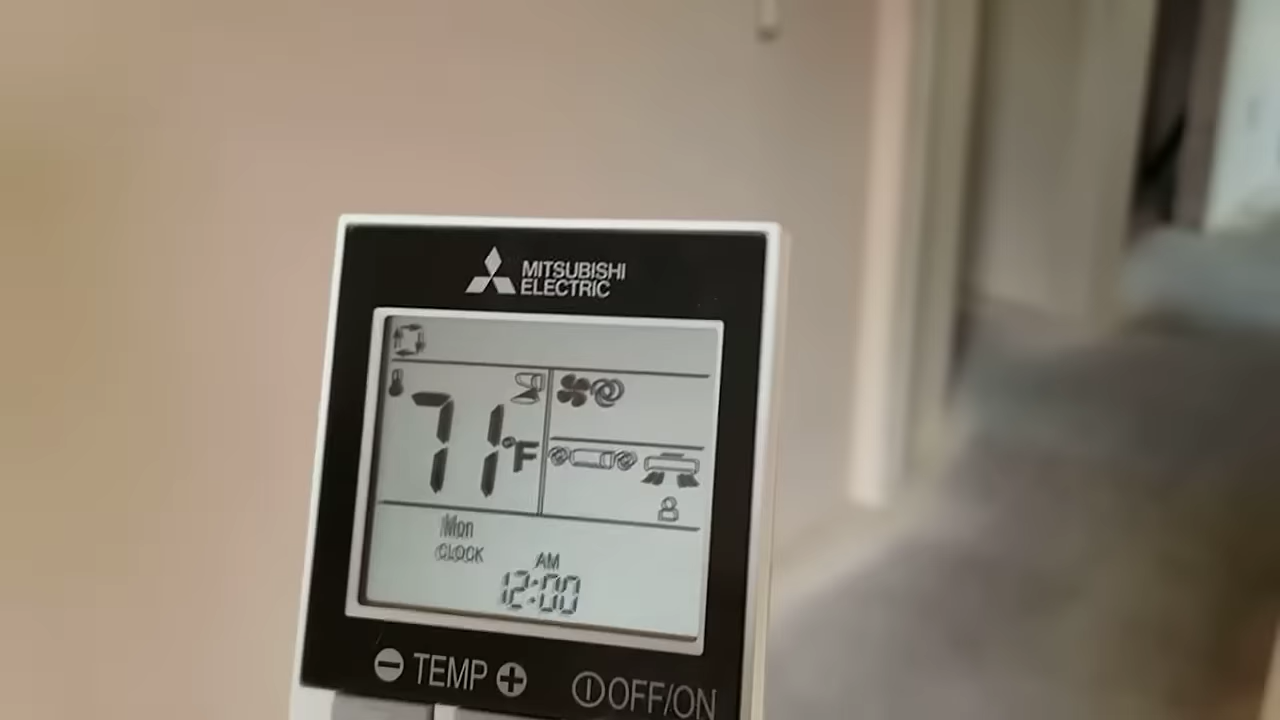 MITSUBISHI
ELECTRIC
71°F
Mon
CLOCK
AM
12:00
TEMP
OFF/ON